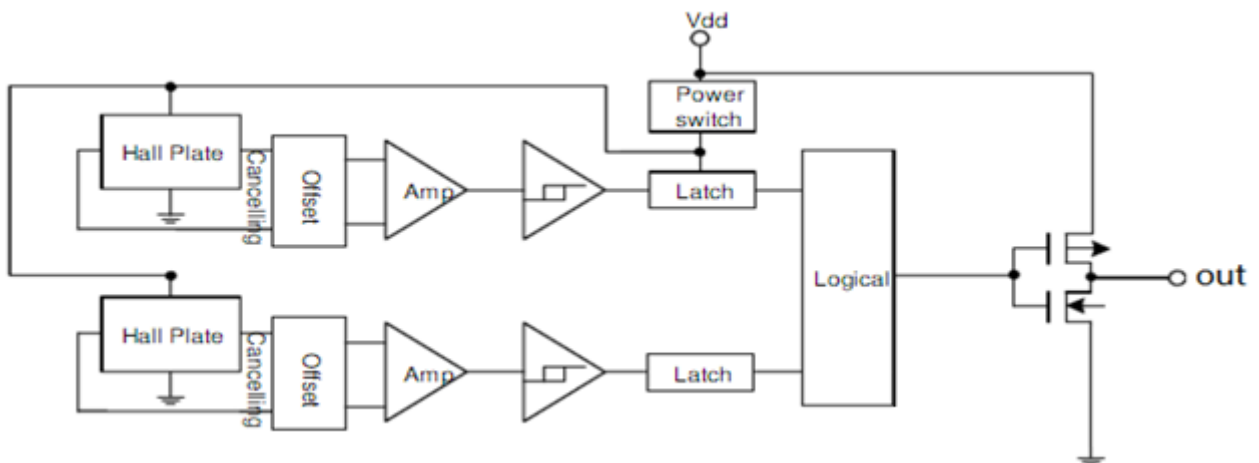 Vdd
Power
switch
Hall Plate
Cancelling
Offset
Amp
Latch
Logical
out
Hall Plate
Cancelling
Offset
Amp
Latch